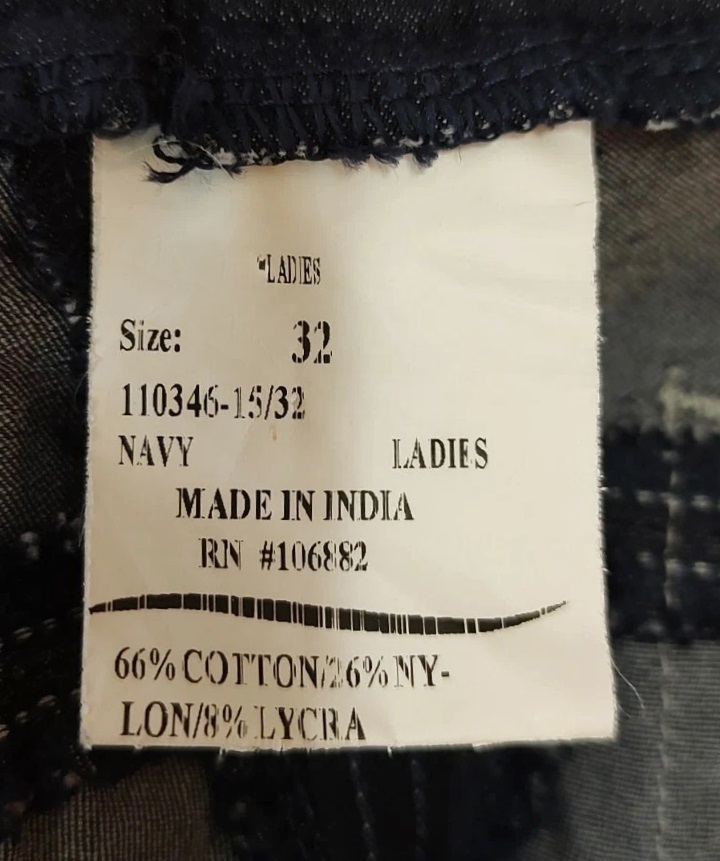 "LADIES
Size: 32
110346-15/32
NAVY LADIES
MADE IN INDIA
RN #106882
66% COTTON/26% NY-
LON/8% LYCRA